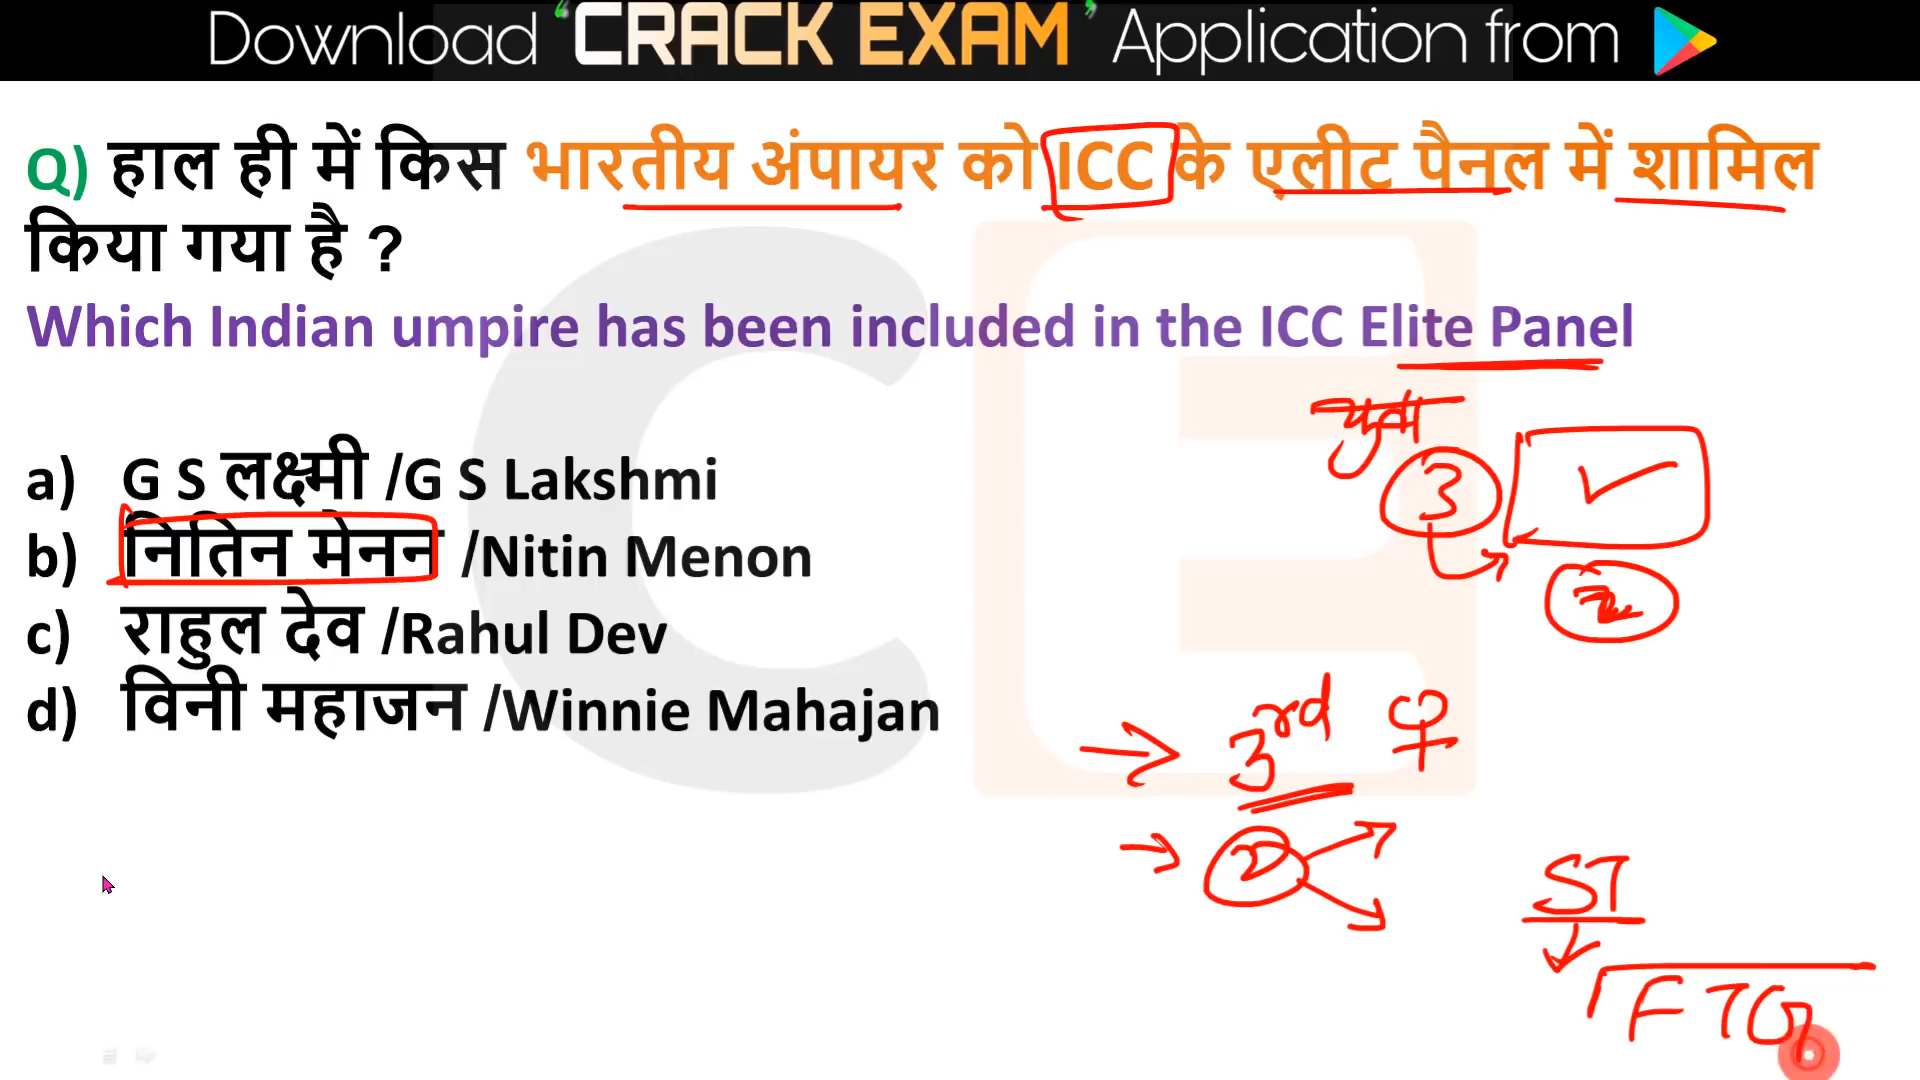 Download ‘CRACK EXAM’ Application from
Q) हाल ही में किस भारतीय अंपायर को ICC के एलीट पैनल में शामिल
किया गया है ?
Which Indian umpire has been included in the ICC Elite Panel
युवा
3
a) G S लक्ष्मी /G S Lakshmi
b) नितिन मेनन /Nitin Menon
c) राहुल देव /Rahul Dev
d) विनी महाजन /Winnie Mahajan
3rd ♀
2
ST